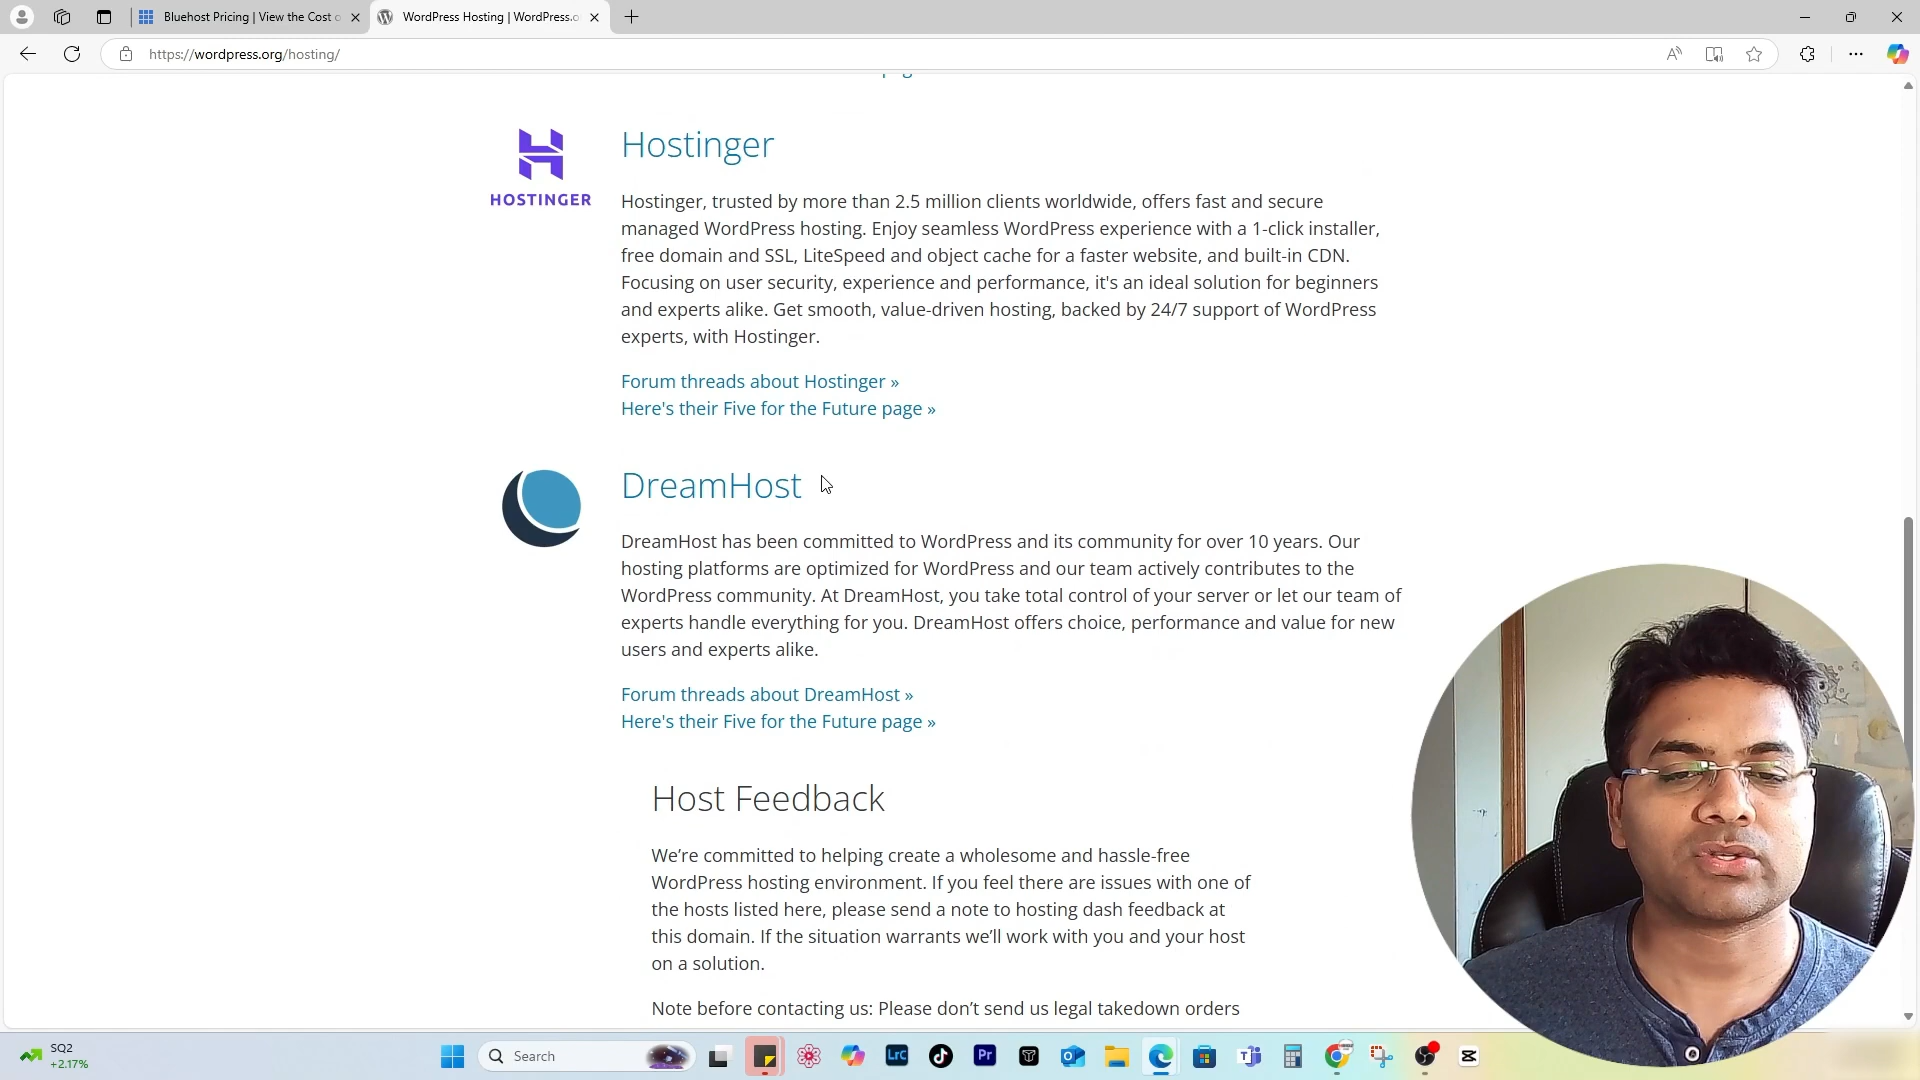 Bluehost Pricing | View the Cost o
WordPress Hosting | WordPress.o
https://wordpress.org/hosting/
HOSTINGER
Hostinger
Hostinger, trusted by more than 2.5 million clients worldwide, offers fast and secure
managed WordPress hosting. Enjoy seamless WordPress experience with a 1-click installer,
free domain and SSL, LiteSpeed and object cache for a faster website, and built-in CDN.
Focusing on user security, experience and performance, it's an ideal solution for beginners
and experts alike. Get smooth, value-driven hosting, backed by 24/7 support of WordPress
experts, with Hostinger.
Forum threads about Hostinger »
Here's their Five for the Future page »
DreamHost
DreamHost has been committed to WordPress and its community for over 10 years. Our
hosting platforms are optimized for WordPress and our team actively contributes to the
WordPress community. At DreamHost, you take total control of your server or let our team of
experts handle everything for you. DreamHost offers choice, performance and value for new
users and experts alike.
Forum threads about DreamHost »
Here's their Five for the Future page »
Host Feedback
We're committed to helping create a wholesome and hassle-free
WordPress hosting environment. If you feel there are issues with one of
the hosts listed here, please send a note to hosting dash feedback at
this domain. If the situation warrants we'll work with you and your host
on a solution.
Note before contacting us: Please don't send us legal takedown orders
SQ2
+2.17%
Search
LrC
Pr